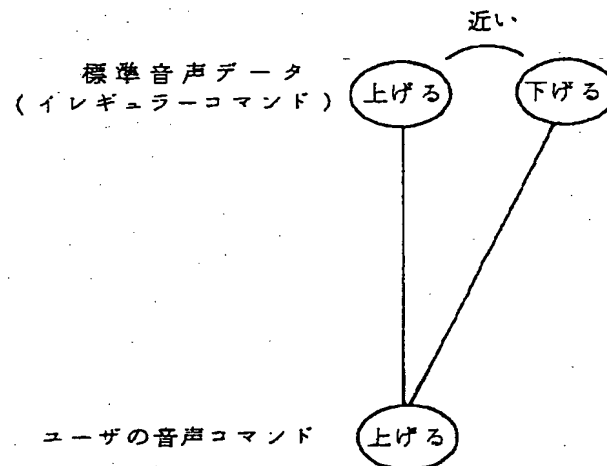 近い
標準音声データ
(イレギュラーコマンド)
上げる
下げる
ユーザの音声コマンド
上げる